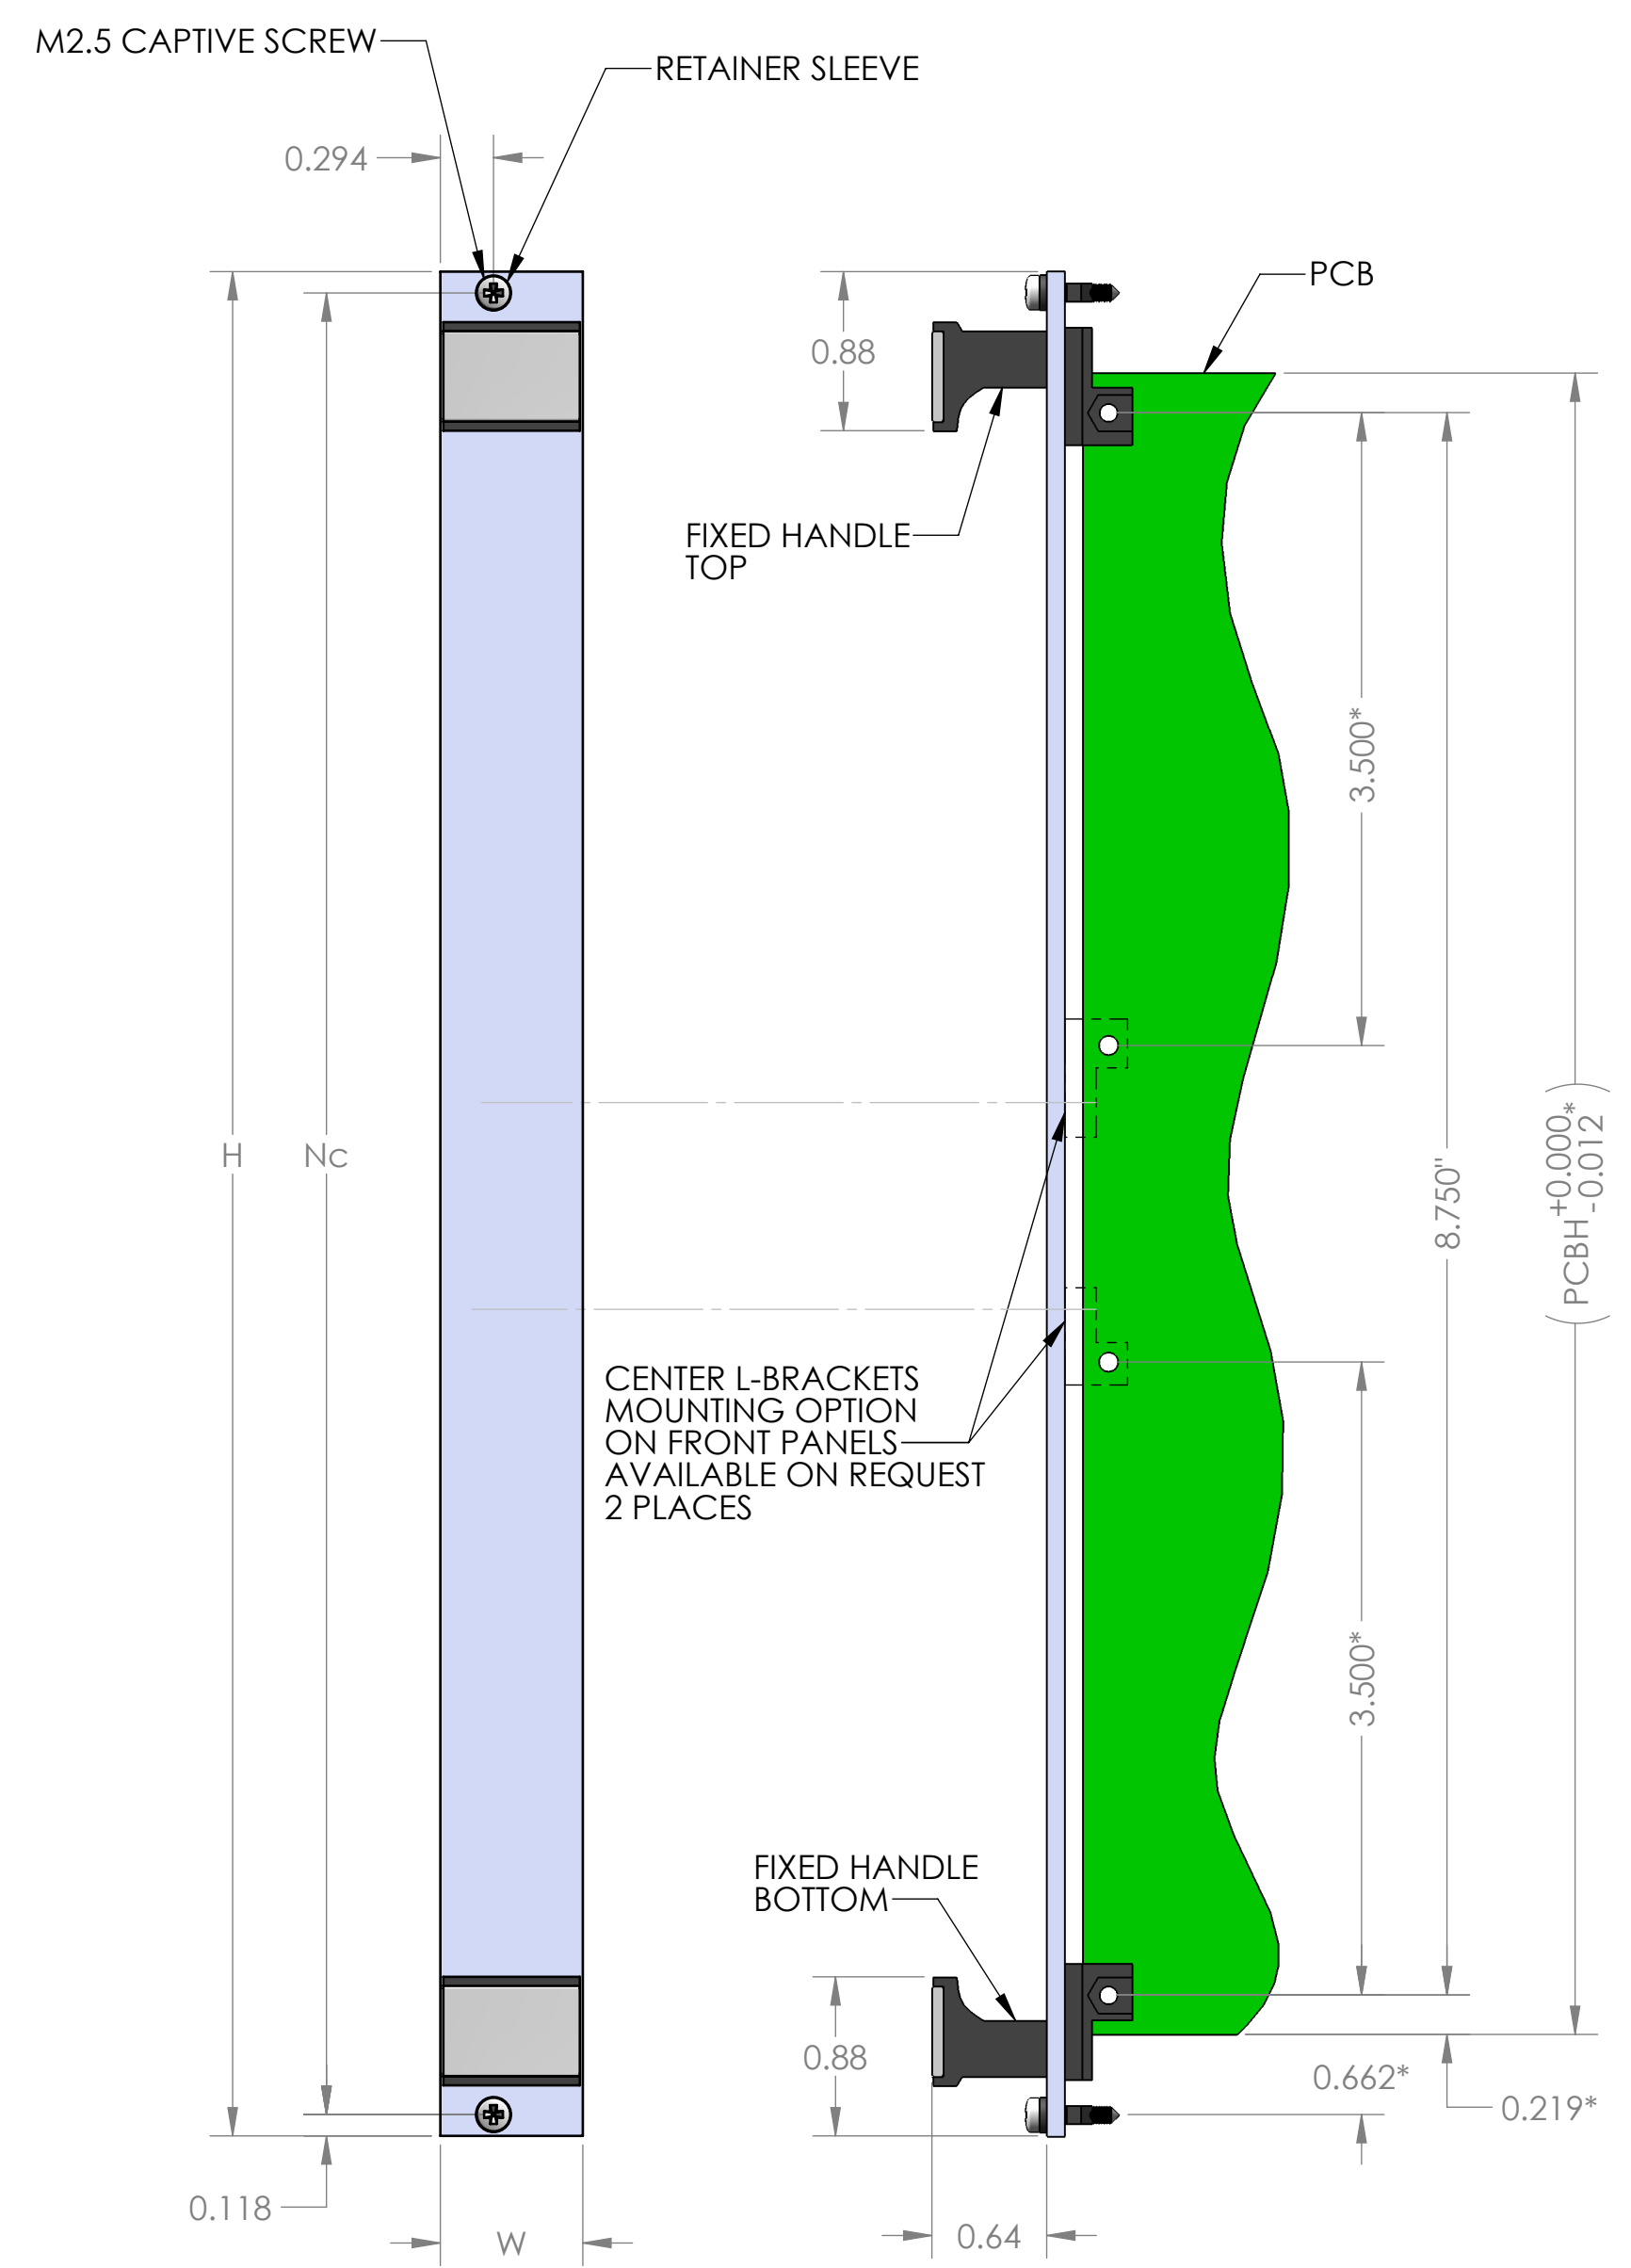 M2.5 CAPTIVE SCREW
RETAINER SLEEVE
0.294
PCB
0.88
FIXED HANDLE
TOP
3.500*
H
Nc
8.750"
(PCBH +0.000*
-0.012)
CENTER L-BRACKETS
MOUNTING OPTION
ON FRONT PANELS
AVAILABLE ON REQUEST
2 PLACES
3.500*
FIXED HANDLE
BOTTOM
0.88
0.662*
0.219*
0.118
W
0.64